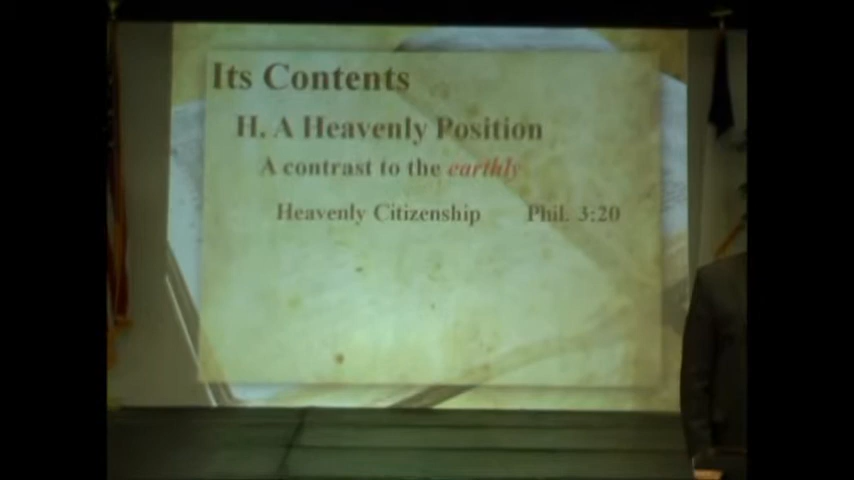 Its Contents
H. A Heavenly Position
A contrast to the earthly
Heavenly Citizenship Phil. 3:20